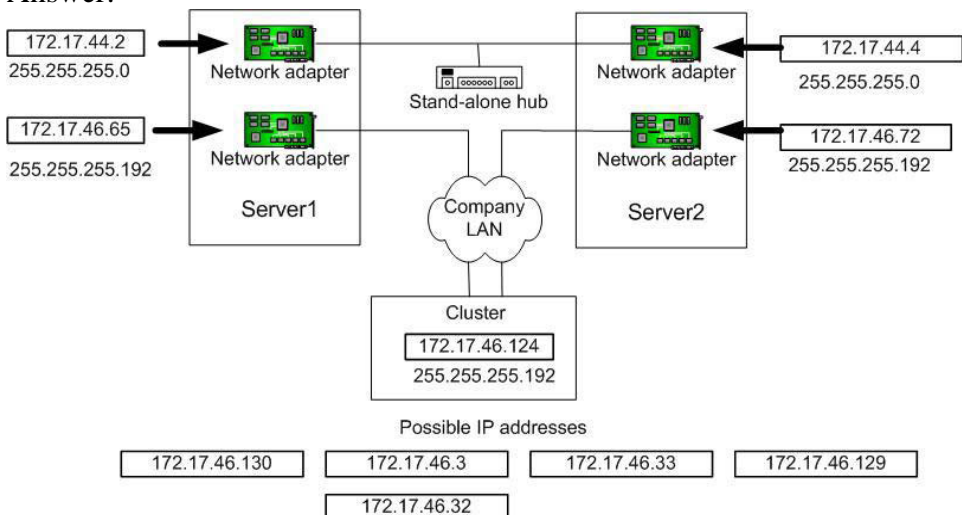 Answer:
172.17.44.2
255.255.255.0
Network adapter
Network adapter
172.17.44.4
255.255.255.0
Stand-alone hub
172.17.46.65
255.255.255.192
Network adapter
Network adapter
172.17.46.72
255.255.255.192
Server1
Company
LAN
Server2
Cluster
172.17.46.124
255.255.255.192
Possible IP addresses
172.17.46.130
172.17.46.3
172.17.46.33
172.17.46.129
172.17.46.32